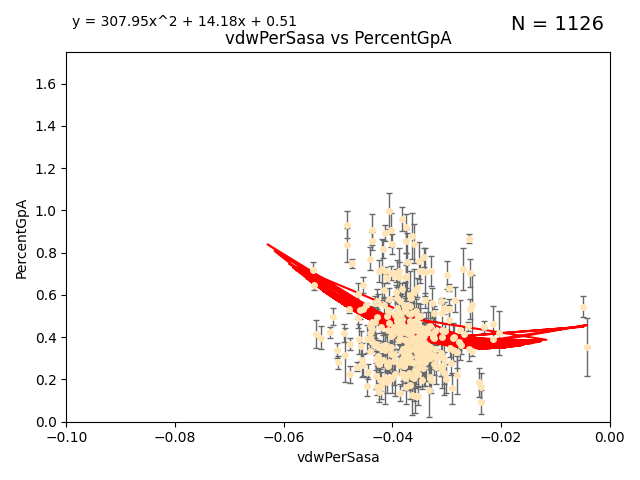 y = 307.95x^2 + 14.18x + 0.51
N = 1126
vdwPerSasa vs PercentGpA
PercentGpA
1.6
1.4
1.2
1.0
0.8
0.6
0.4
0.2
0.0
−0.10 −0.08 −0.06 −0.04 −0.02 0.00
vdwPerSasa